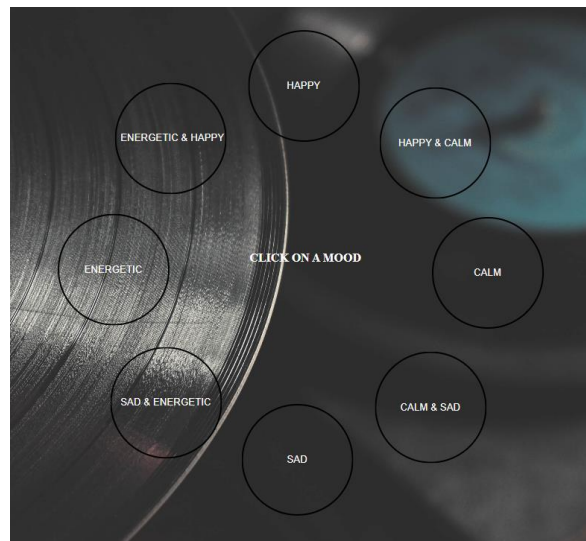 HAPPY
ENERGETIC & HAPPY
HAPPY & CALM
CLICK ON A MOOD
ENERGETIC
CALM
SAD & ENERGETIC
CALM & SAD
SAD